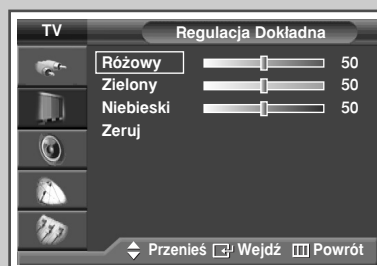 TV
Regulacja Dokładna
Różowy 50
Zielony 50
Niebieski 50
Zeruj
Przenieś Wejdź Powrót